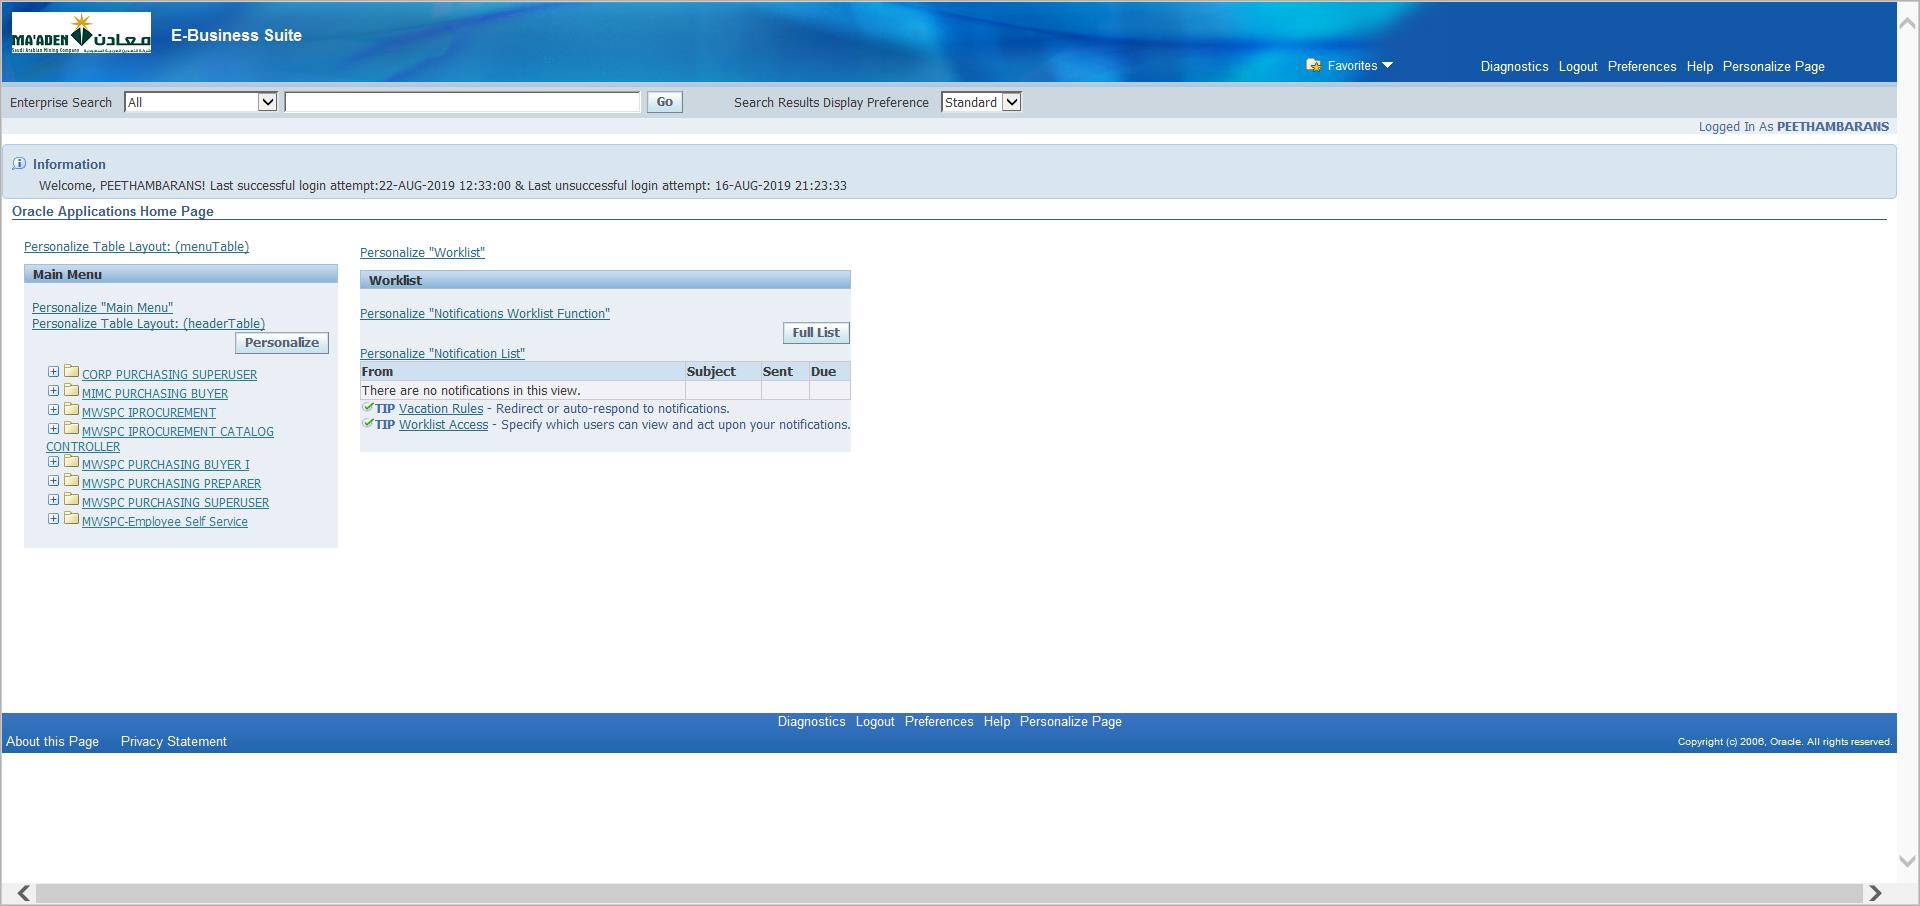 MA'ADEN معادن
Saudi Arabian Mining Company
E-Business Suite
Favorites
Diagnostics Logout Preferences Help Personalize Page
Enterprise Search All Go Search Results Display Preference Standard
Logged In As PEETHAMBARANS
Information
Welcome, PEETHAMBARANS! Last successful login attempt:22-AUG-2019 12:33:00 & Last unsuccessful login attempt: 16-AUG-2019 21:23:33
Oracle Applications Home Page
Personalize Table Layout: (menuTable)
Main Menu
Personalize "Main Menu"
Personalize Table Layout: (headerTable)
Personalize
CORP PURCHASING SUPERUSER
MIMC PURCHASING BUYER
MWSPC IPROCUREMENT
MWSPC IPROCUREMENT CATALOG
CONTROLLER
MWSPC PURCHASING BUYER I
MWSPC PURCHASING PREPARER
MWSPC PURCHASING SUPERUSER
MWSPC-Employee Self Service
Personalize "Worklist"
Worklist
Personalize "Notifications Worklist Function"
Full List
Personalize "Notification List"
From Subject Sent Due
There are no notifications in this view.
TIP Vacation Rules - Redirect or auto-respond to notifications.
TIP Worklist Access - Specify which users can view and act upon your notifications.
Diagnostics Logout Preferences Help Personalize Page
About this Page Privacy Statement
Copyright (c) 2006, Oracle. All rights reserved.